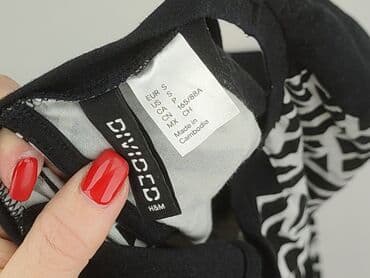 EUR S
US S
CA P
CN 165/88A
MX CH
Made in
Cambodia
DIVIDED
H&M